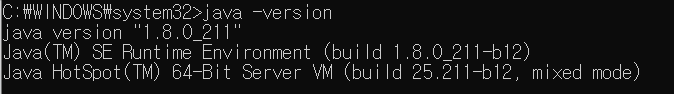 C:₩WINDOWS₩system32>java -version
java version "1.8.0_211"
Java(TM) SE Runtime Environment (build 1.8.0_211-b12)
Java HotSpot(TM) 64-Bit Server VM (build 25.211-b12, mixed mode)